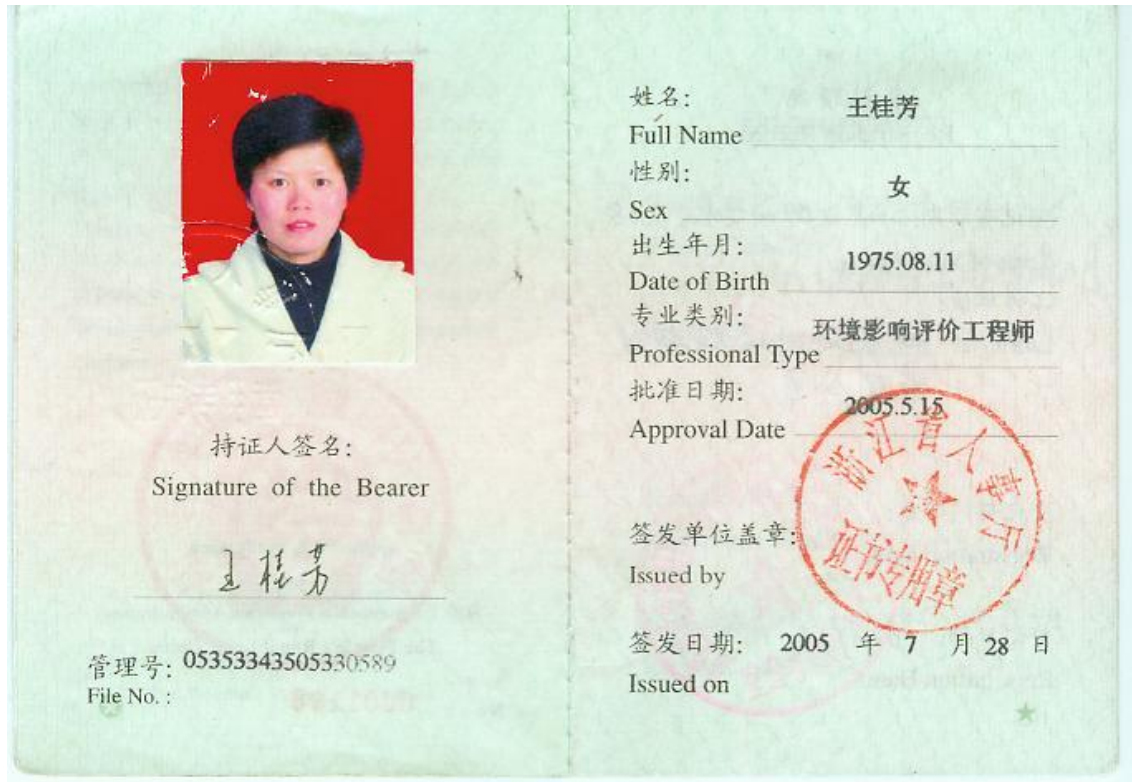 持证人签名:
Signature of the Bearer
王桂芳
管理号: 05353343505330589
File No. :
姓名: 王桂芳
Full Name
性别: 女
Sex
出生年月: 1975.08.11
Date of Birth
专业类别: 环境影响评价工程师
Professional Type
批准日期: 2005.5.15
Approval Date
浙江省人事厅
证书专用章
签发单位盖章:
Issued by
签发日期: 2005 年 7 月 28 日
Issued on